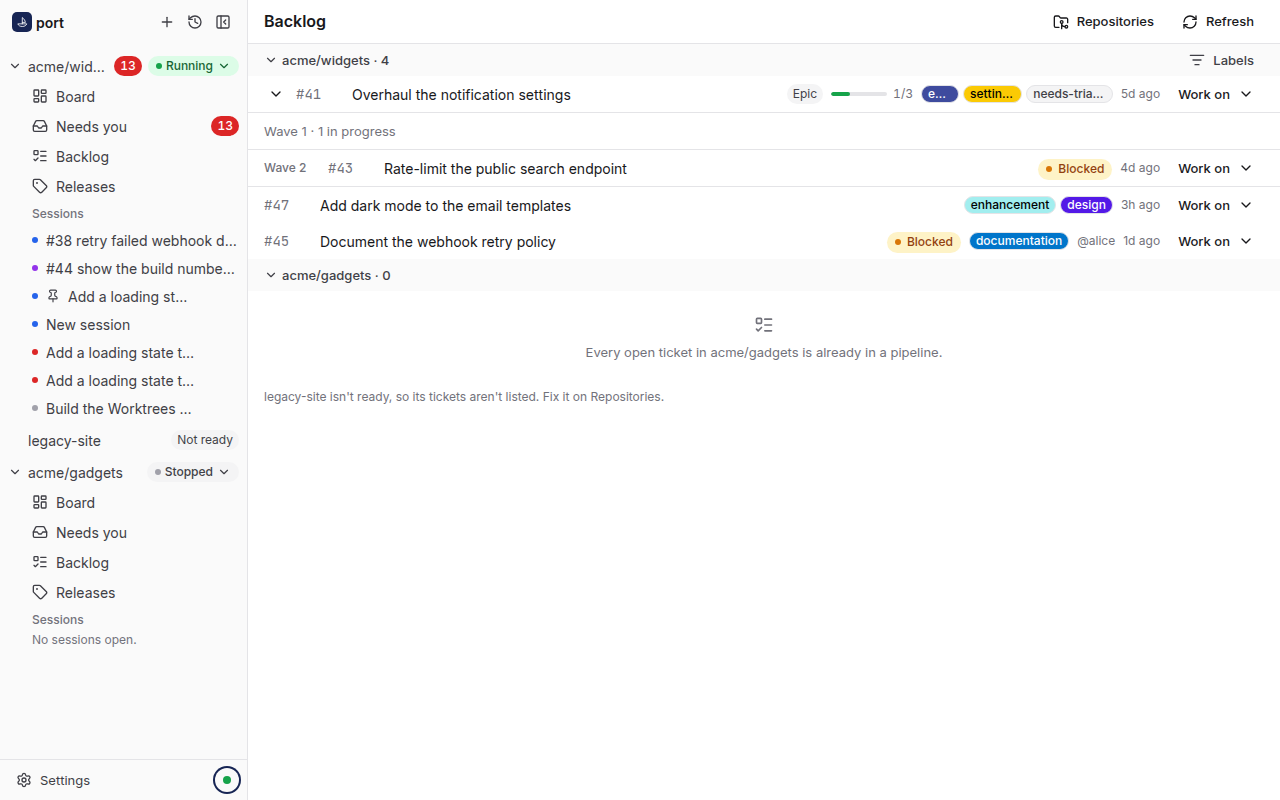 port
acme/wid... 13 Running
Board
Needs you 13
Backlog
Releases
Sessions
#38 retry failed webhook d...
#44 show the build numbe...
Add a loading st...
New session
Add a loading state t...
Add a loading state t...
Build the Worktrees ...
legacy-site Not ready
acme/gadgets Stopped
Board
Needs you
Backlog
Releases
Sessions
No sessions open.
Settings
Backlog Repositories Refresh
acme/widgets · 4 Labels
#41 Overhaul the notification settings Epic 1/3 e... settin... needs-tria... 5d ago Work on
Wave 1 · 1 in progress
Wave 2 #43 Rate-limit the public search endpoint Blocked 4d ago Work on
#47 Add dark mode to the email templates enhancement design 3h ago Work on
#45 Document the webhook retry policy Blocked documentation @alice 1d ago Work on
acme/gadgets · 0
Every open ticket in acme/gadgets is already in a pipeline.
legacy-site isn't ready, so its tickets aren't listed. Fix it on Repositories.